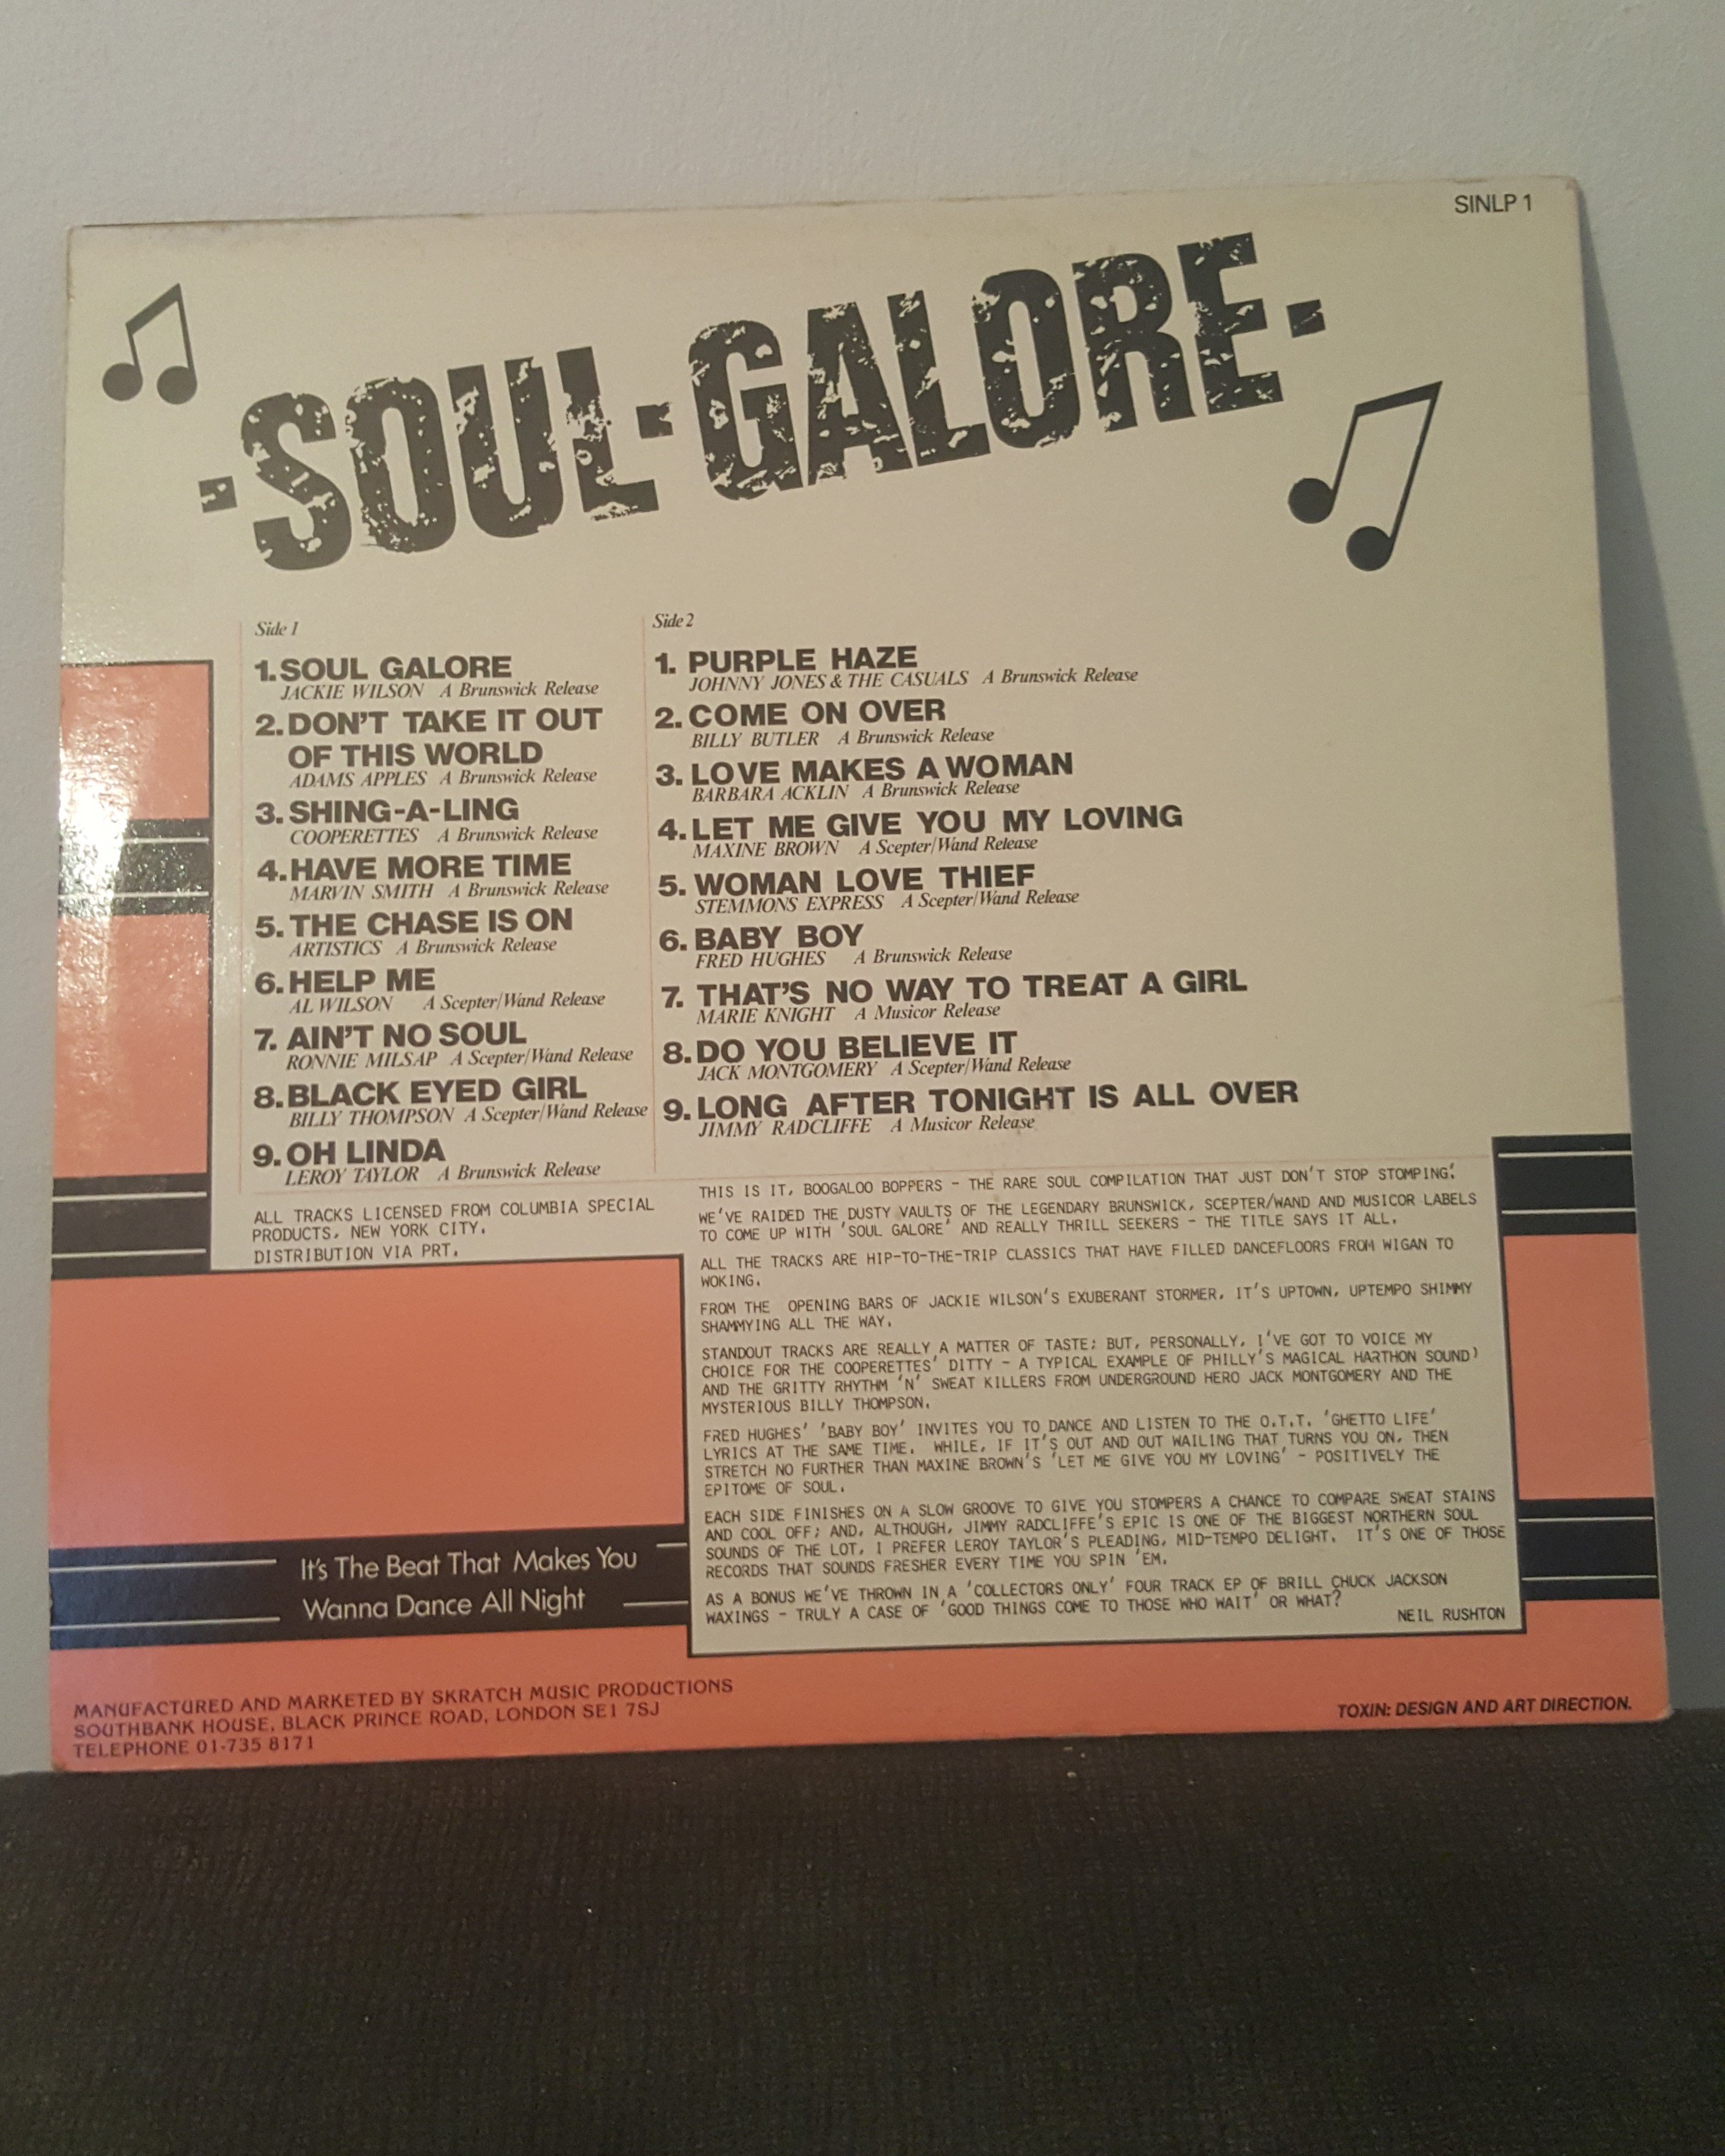 SINLP 1
-SOUL-GALORE-
Side 1
1. SOUL GALORE
JACKIE WILSON A Brunswick Release
2. DON'T TAKE IT OUT
OF THIS WORLD
ADAMS APPLES A Brunswick Release
3. SHING-A-LING
COOPERETTES A Brunswick Release
4. HAVE MORE TIME
MARVIN SMITH A Brunswick Release
5. THE CHASE IS ON
ARTISTICS A Brunswick Release
6. HELP ME
AL WILSON A Scepter/Wand Release
7. AIN'T NO SOUL
RONNIE MILSAP A Scepter/Wand Release
8. BLACK EYED GIRL
BILLY THOMPSON A Scepter/Wand Release
9. OH LINDA
LEROY TAYLOR A Brunswick Release
ALL TRACKS LICENSED FROM COLUMBIA SPECIAL
PRODUCTS, NEW YORK CITY.
DISTRIBUTION VIA PRT.
Side 2
1. PURPLE HAZE
JOHNNY JONES & THE CASUALS A Brunswick Release
2. COME ON OVER
BILLY BUTLER A Brunswick Release
3. LOVE MAKES A WOMAN
BARBARA ACKLIN A Brunswick Release
4. LET ME GIVE YOU MY LOVING
MAXINE BROWN A Scepter/Wand Release
5. WOMAN LOVE THIEF
STEMMONS EXPRESS A Scepter/Wand Release
6. BABY BOY
FRED HUGHES A Brunswick Release
7. THAT'S NO WAY TO TREAT A GIRL
MARIE KNIGHT A Musicor Release
8. DO YOU BELIEVE IT
JACK MONTGOMERY A Scepter/Wand Release
9. LONG AFTER TONIGHT IS ALL OVER
JIMMY RADCLIFFE A Musicor Release
THIS IS IT, BOOGALOO BOPPERS - THE RARE SOUL COMPILATION THAT JUST DON'T STOP STOMPING!
WE'VE RAIDED THE DUSTY VAULTS OF THE LEGENDARY BRUNSWICK, SCEPTER/WAND AND MUSICOR LABELS
TO COME UP WITH 'SOUL GALORE' AND REALLY THRILL SEEKERS - THE TITLE SAYS IT ALL.
ALL THE TRACKS ARE HIP-TO-THE-TRIP CLASSICS THAT HAVE FILLED DANCEFLOORS FROM WIGAN TO
WOKING.
FROM THE OPENING BARS OF JACKIE WILSON'S EXUBERANT STORMER, IT'S UPTOWN, UPTEMPO SHIMMY
SHAMMYING ALL THE WAY.
STANDOUT TRACKS ARE REALLY A MATTER OF TASTE; BUT, PERSONALLY, I'VE GOT TO VOICE MY
CHOICE FOR THE COOPERETTES' DITTY - A TYPICAL EXAMPLE OF PHILLY'S MAGICAL HARTHON SOUND)
AND THE GRITTY RHYTHM 'N' SWEAT KILLERS FROM UNDERGROUND HERO JACK MONTGOMERY AND THE
MYSTERIOUS BILLY THOMPSON.
FRED HUGHES' 'BABY BOY' INVITES YOU TO DANCE AND LISTEN TO THE O.T.T. 'GHETTO LIFE'
LYRICS AT THE SAME TIME. WHILE, IF IT'S OUT AND OUT WAILING THAT TURNS YOU ON, THEN
STRETCH NO FURTHER THAN MAXINE BROWN'S 'LET ME GIVE YOU MY LOVING' - POSITIVELY THE
EPITOME OF SOUL.
EACH SIDE FINISHES ON A SLOW GROOVE TO GIVE YOU STOMPERS A CHANCE TO COMPARE SWEAT STAINS
AND COOL OFF; AND, ALTHOUGH, JIMMY RADCLIFFE'S EPIC IS ONE OF THE BIGGEST NORTHERN SOUL
SOUNDS OF THE LOT, I PREFER LEROY TAYLOR'S PLEADING, MID-TEMPO DELIGHT. IT'S ONE OF THOSE
RECORDS THAT SOUNDS FRESHER EVERY TIME YOU SPIN 'EM.
AS A BONUS WE'VE THROWN IN A 'COLLECTORS ONLY' FOUR TRACK EP OF BRILL CHUCK JACKSON
WAXINGS - TRULY A CASE OF 'GOOD THINGS COME TO THOSE WHO WAIT' OR WHAT?
NEIL RUSHTON
It's The Beat That Makes You
Wanna Dance All Night
MANUFACTURED AND MARKETED BY SKRATCH MUSIC PRODUCTIONS
SOUTHBANK HOUSE, BLACK PRINCE ROAD, LONDON SE1 7SJ
TELEPHONE 01-735 8171
TOXIN: DESIGN AND ART DIRECTION.